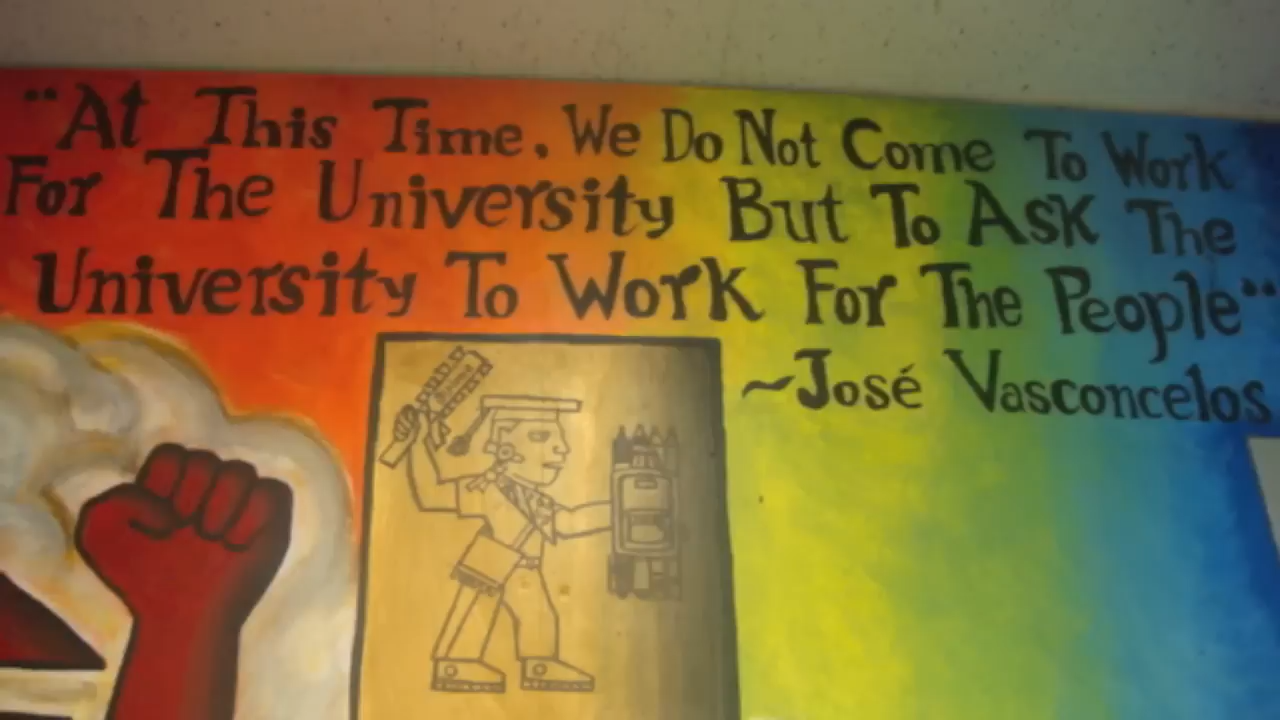 “At This Time, We Do Not Come To Work
For The University But To Ask The
University To Work For The People“
~José Vasconcelos